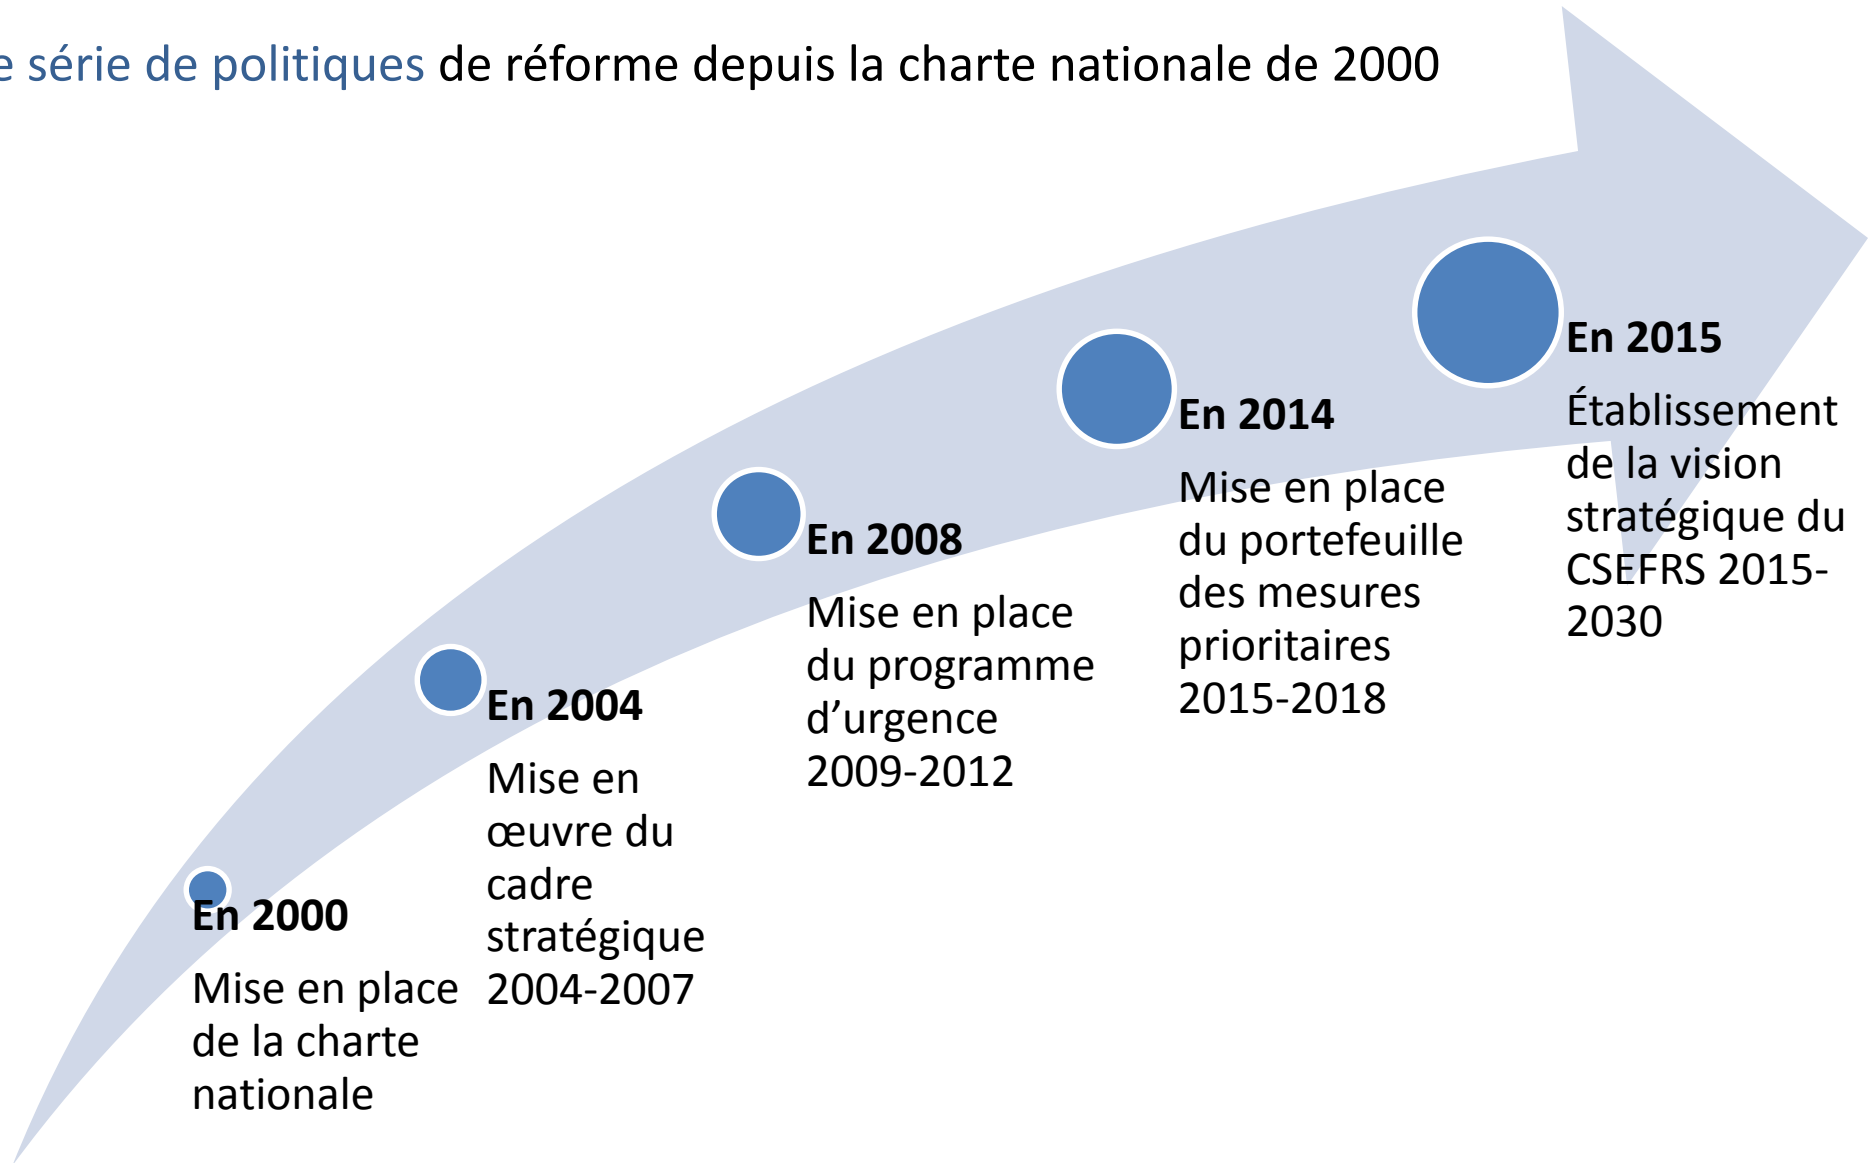 e série de politiques de réforme depuis la charte nationale de 2000
En 2000
Mise en place
de la charte
nationale
En 2004
Mise en
œuvre du
cadre
stratégique
2004-2007
En 2008
Mise en place
du programme
d’urgence
2009-2012
En 2014
Mise en place
du portefeuille
des mesures
prioritaires
2015-2018
En 2015
Établissement
de la vision
stratégique du
CSEFRS 2015-
2030